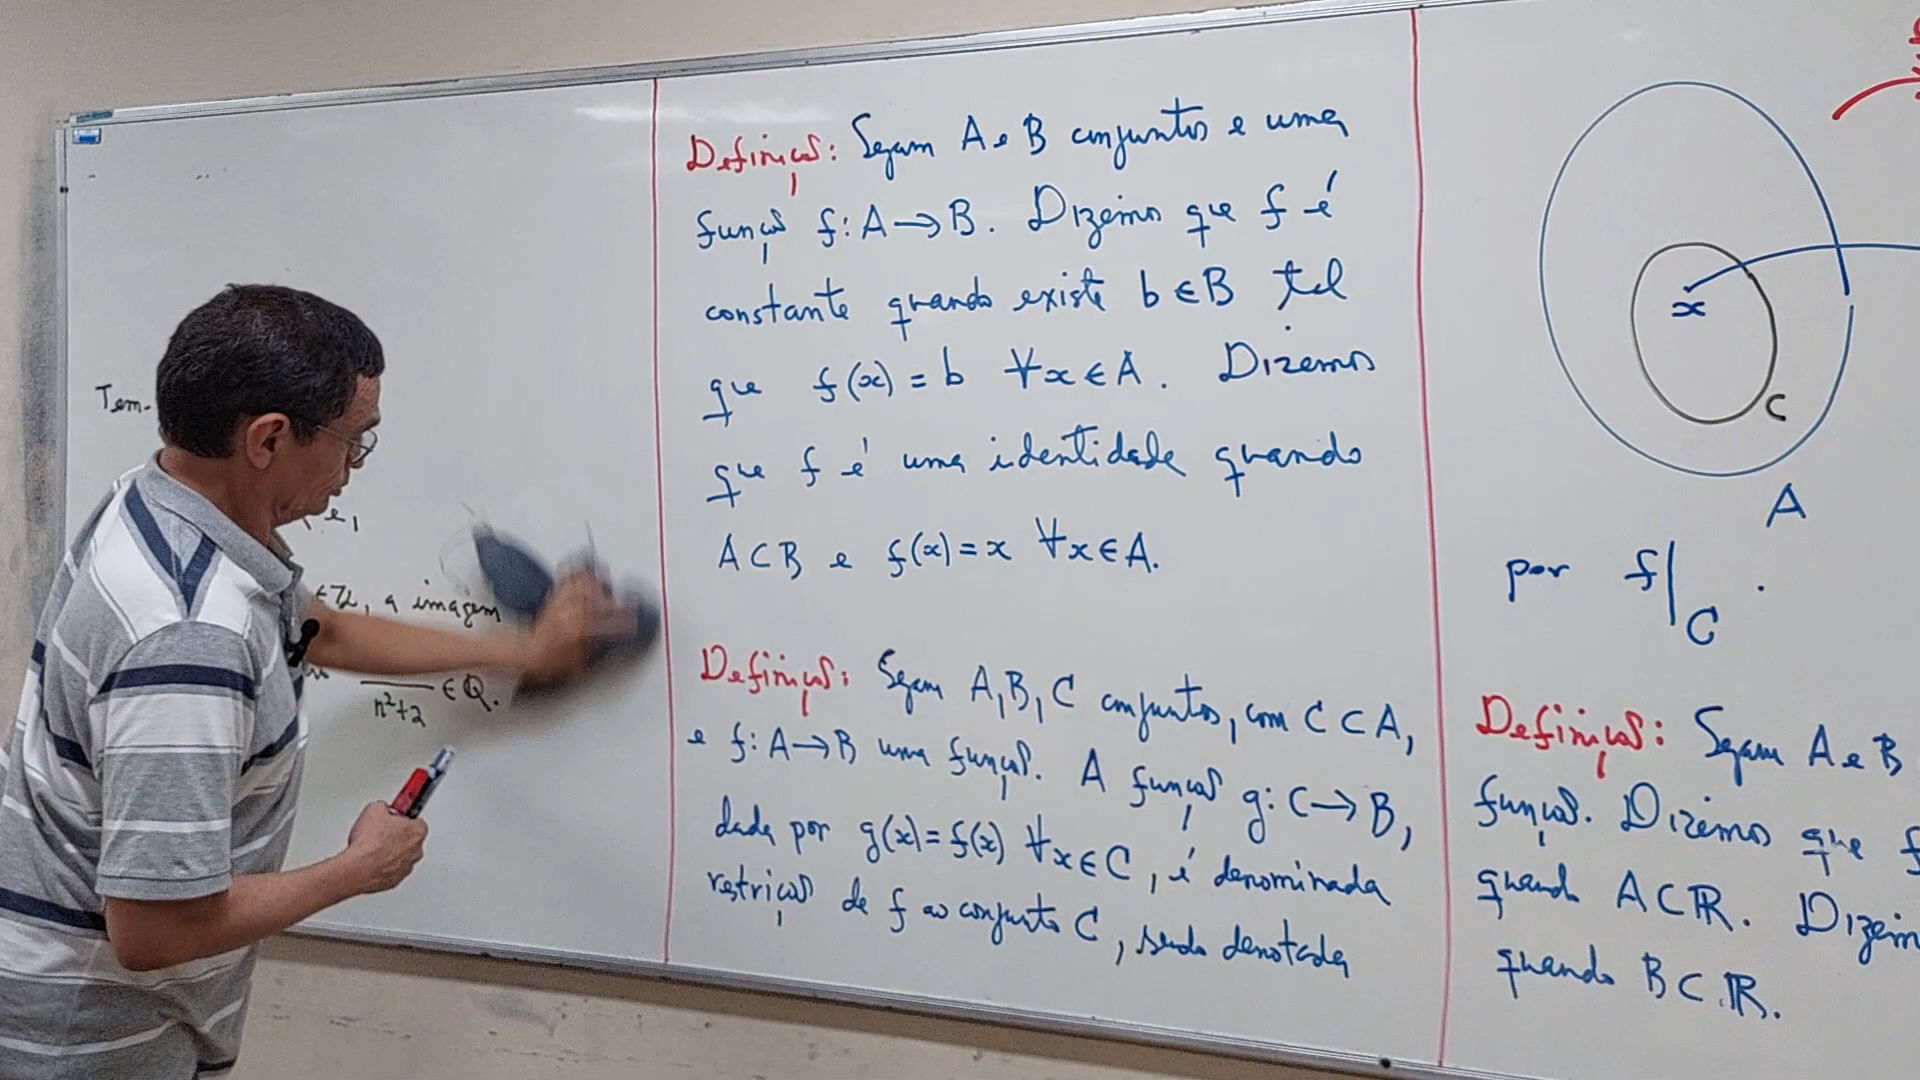 Tem-
e,
∈ Z, a imagem
n²+2 ∈ Q.
Definição: Sejam A e B conjuntos e uma
função f: A → B. Dizemos que f é
constante quando existe b ∈ B tal
que f(x) = b ∀x ∈ A. Dizemos
que f é uma identidade quando
A ⊂ B e f(x) = x ∀x ∈ A.
Definição: Sejam A, B, C conjuntos, com C ⊂ A,
e f: A → B uma função. A função g: C → B,
dada por g(x) = f(x) ∀x ∈ C, é denominada
restrição de f ao conjunto C, sendo denotada
x
C
A
por f|C .
Definição: Sejam A e B
função. Dizemos que f
quando A ⊂ R. Dizem
quando B ⊂ R.